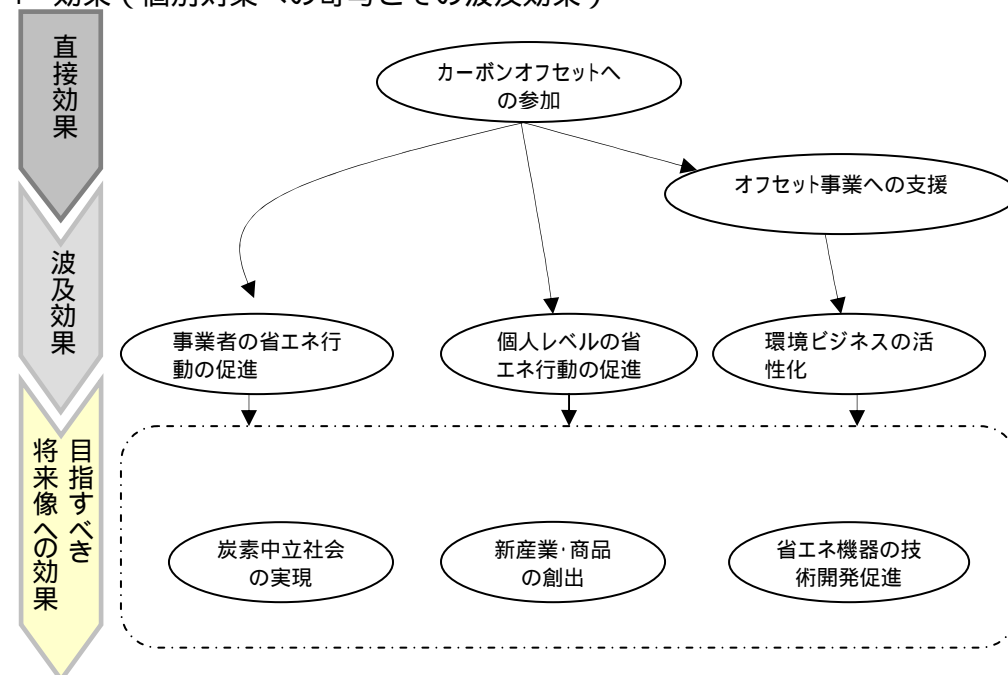 効果（個別対策への寄与とその波及効果）
直接効果
カーボンオフセットへ
の参加
オフセット事業への支援
波及効果
事業者の省エネ行
動の促進
個人レベルの省
エネ行動の促進
環境ビジネスの活
性化
目指すべき
将来像への効果
炭素中立社会
の実現
新産業・商品
の創出
省エネ機器の技
術開発促進